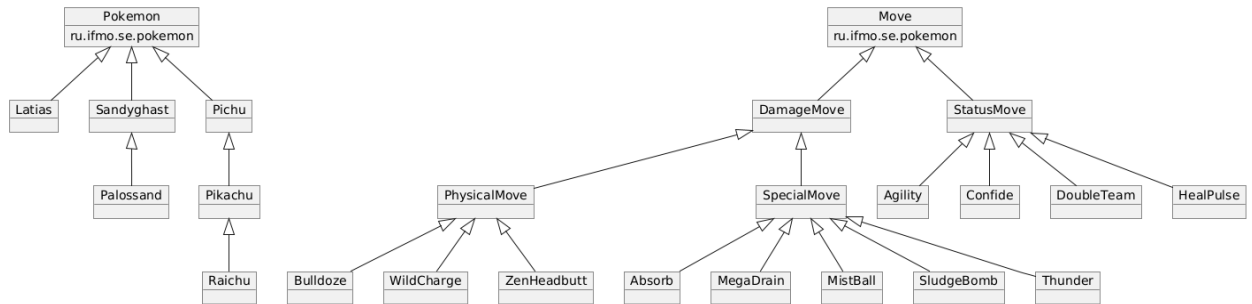 Pokemon
ru.ifmo.se.pokemon
Move
ru.ifmo.se.pokemon
Latias
Sandyghast
Pichu
DamageMove
StatusMove
Palossand
Pikachu
PhysicalMove
SpecialMove
Agility
Confide
DoubleTeam
HealPulse
Raichu
Bulldoze
WildCharge
ZenHeadbutt
Absorb
MegaDrain
MistBall
SludgeBomb
Thunder